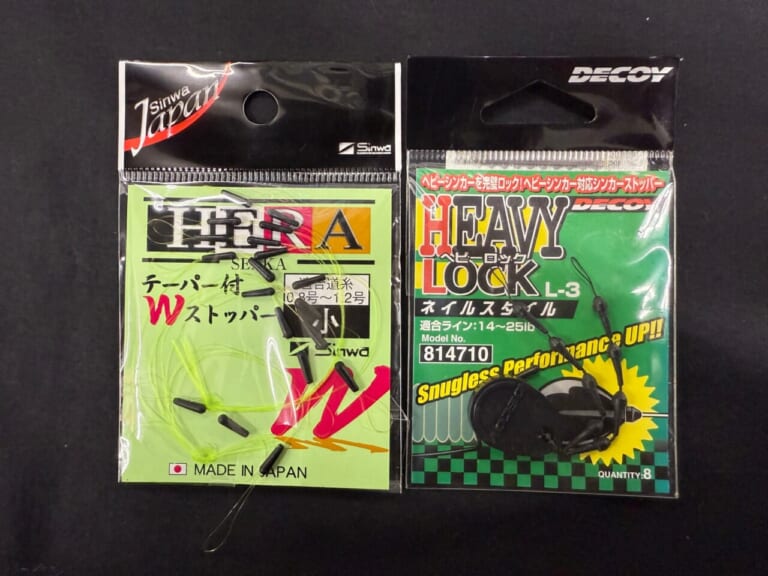 Sinwa
Japan
Sinwa
HERA
SENKA
テーパー付
Wストッパー
適合道糸
0.8号〜1.2号
小
Sinwa
W
MADE IN JAPAN
DECOY
ヘビーシンカーを完璧ロック!ヘビーシンカー対応シンカーストッパー
DECOY
HEAVY
ヘビーロック
LOCK L-3
ネイルスタイル
適合ライン:14〜25lb
Model No.
814710
Snugless Performance UP!!
QUANTITY:8